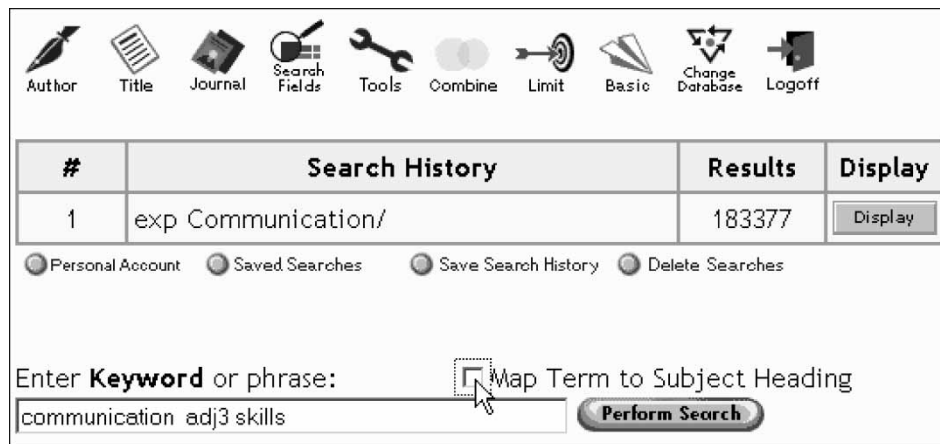 Author Title Journal Search Fields Tools Combine Limit Basic Change Database Logoff
# Search History Results Display
1 exp Communication/ 183377 Display
Personal Account Saved Searches Save Search History Delete Searches
Enter Keyword or phrase: Map Term to Subject Heading
communication adj3 skills Perform Search